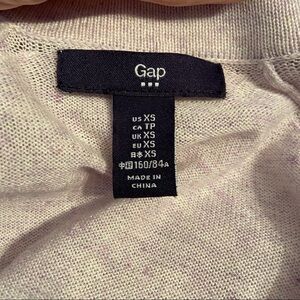 Gap
US XS
CA TP
UK XS
EU XS
日本 XS
中国 160/84A
MADE IN
CHINA